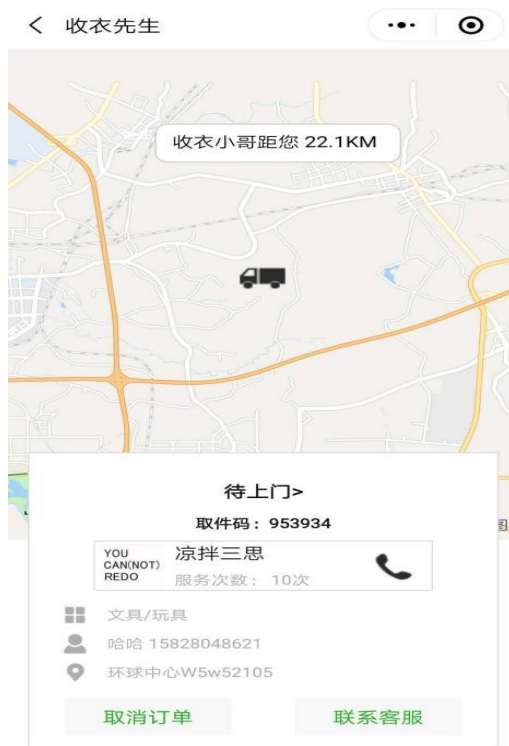 收衣先生
收衣小哥距您 22.1KM
待上门>
取件码：953934
YOU
CAN(NOT)
REDO
凉拌三思
服务次数： 10次
文具/玩具
哈哈 15828048621
环球中心W5w52105
取消订单
联系客服